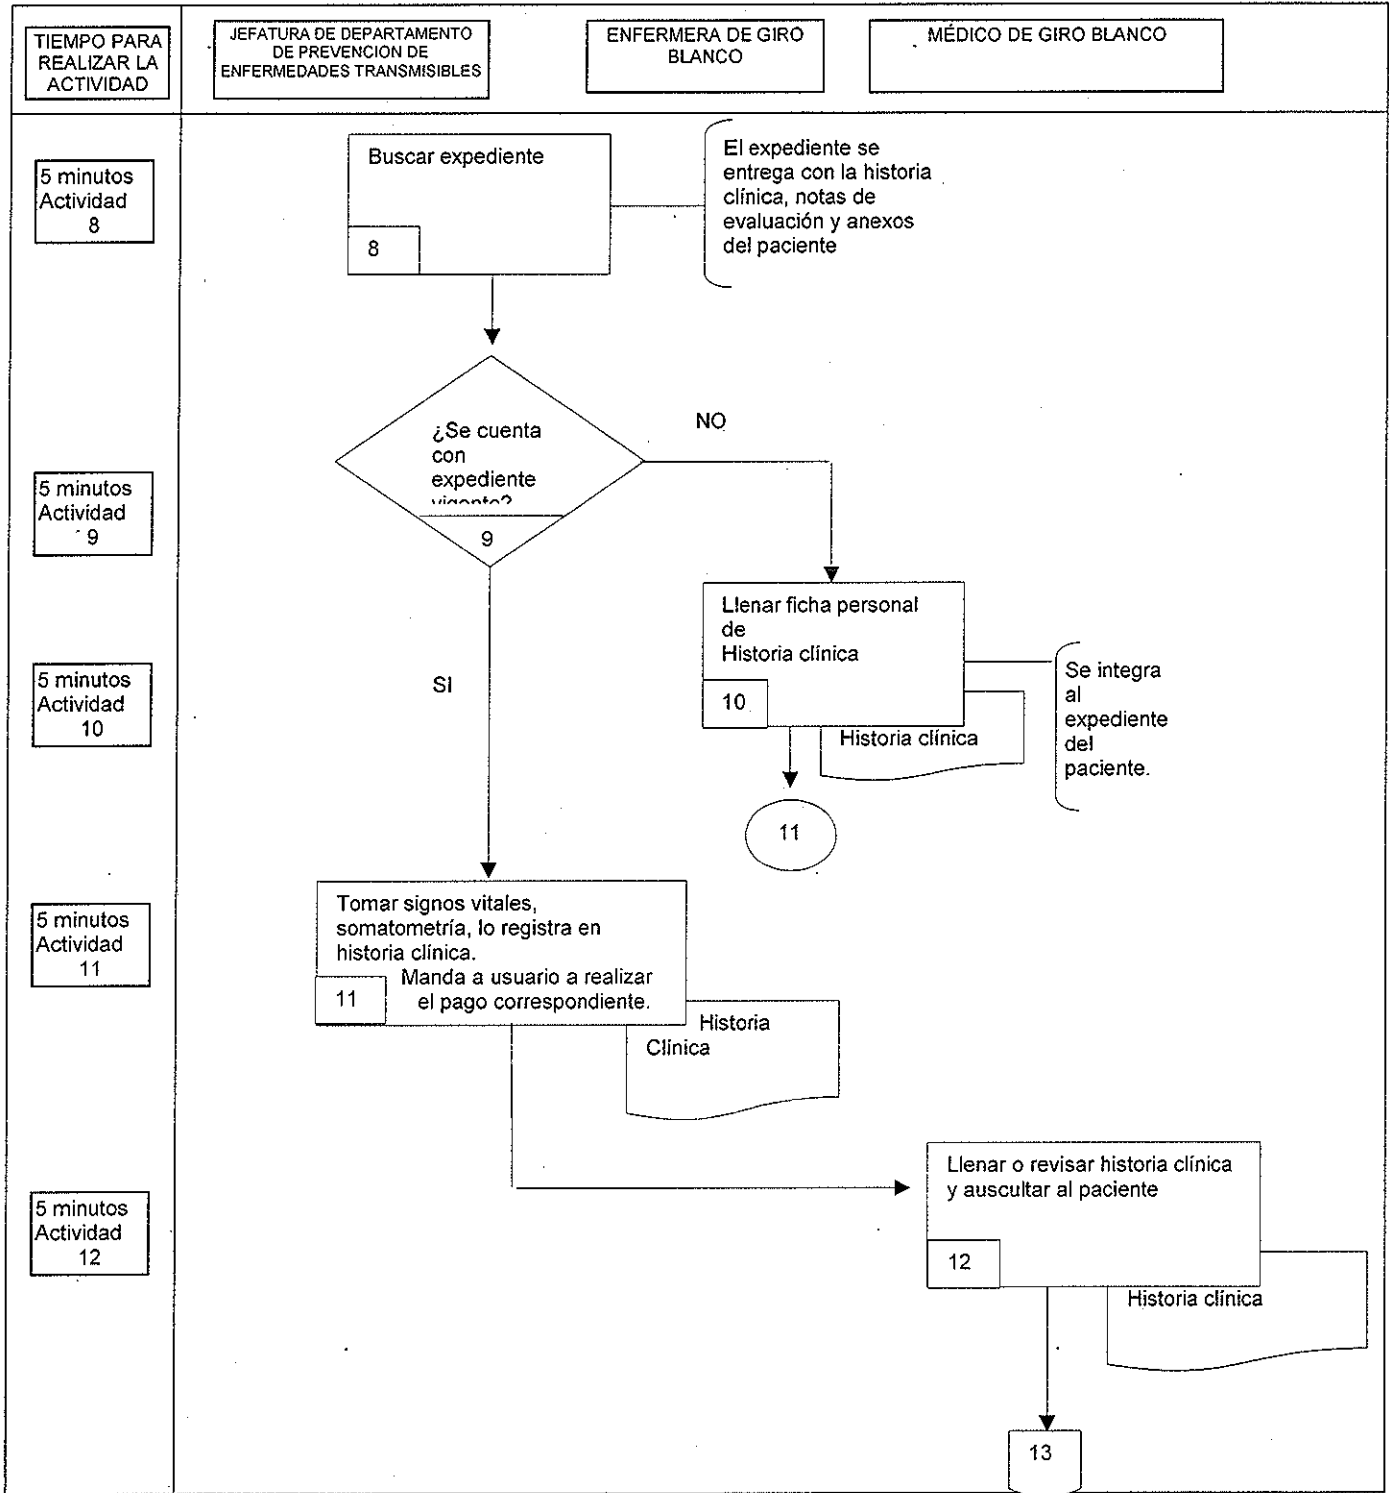 TIEMPO PARA
REALIZAR LA
ACTIVIDAD
JEFATURA DE DEPARTAMENTO
DE PREVENCION DE
ENFERMEDADES TRANSMISIBLES
ENFERMERA DE GIRO
BLANCO
MÉDICO DE GIRO BLANCO
5 minutos
Actividad
8
Buscar expediente
8
El expediente se
entrega con la historia
clínica, notas de
evaluación y anexos
del paciente
5 minutos
Actividad
9
¿Se cuenta
con
expediente
vigente?
9
NO
SI
5 minutos
Actividad
10
Llenar ficha personal
de
Historia clínica
10
Historia clínica
Se integra
al
expediente
del
paciente.
11
5 minutos
Actividad
11
Tomar signos vitales,
somatometría, lo registra en
historia clínica.
Manda a usuario a realizar
el pago correspondiente.
11
Historia
Clínica
5 minutos
Actividad
12
Llenar o revisar historia clínica
y auscultar al paciente
12
Historia clínica
13